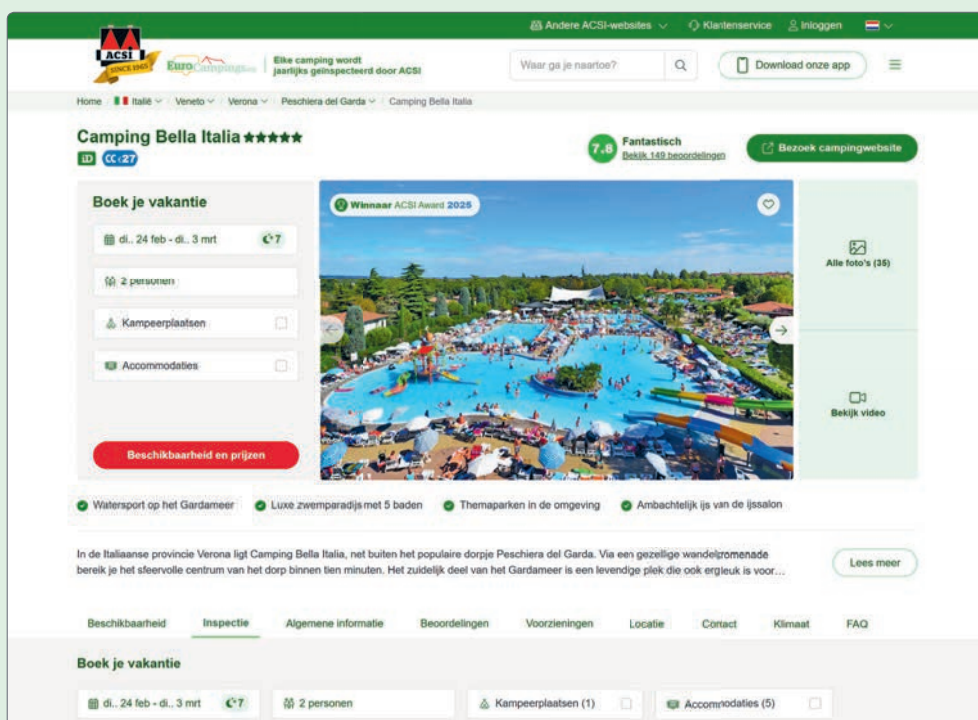 Andere ACSI-websites Klantenservice Inloggen
ACSI
SINCE 1965
EuroCampings.eu
Elke camping wordt
jaarlijks geïnspecteerd door ACSI
Waar ga je naartoe?
Download onze app
Home Italië Veneto Verona Peschiera del Garda Camping Bella Italia
Camping Bella Italia
iD CC €27
7.8
Fantastisch
Bekijk 149 beoordelingen
Bezoek campingwebsite
Boek je vakantie
di.. 24 feb - di.. 3 mrt 7
2 personen
Kampeerplaatsen
Accommodaties
Beschikbaarheid en prijzen
Winnaar ACSI Award 2025
Alle foto's (35)
Bekijk video
Watersport op het Gardameer Luxe zwemparadijs met 5 baden Themaparken in de omgeving Ambachtelijk ijs van de ijssalon
In de Italiaanse provincie Verona ligt Camping Bella Italia, net buiten het populaire dorpje Peschiera del Garda. Via een gezellige wandelpromenade
bereik je het sfeervolle centrum van het dorp binnen tien minuten. Het zuidelijk deel van het Gardameer is een levendige plek die ook erg leuk is voor…
Lees meer
Beschikbaarheid Inspectie Algemene informatie Beoordelingen Voorzieningen Locatie Contact Klimaat FAQ
Boek je vakantie
di.. 24 feb - di.. 3 mrt 7 2 personen Kampeerplaatsen (1) Accommodaties (5)